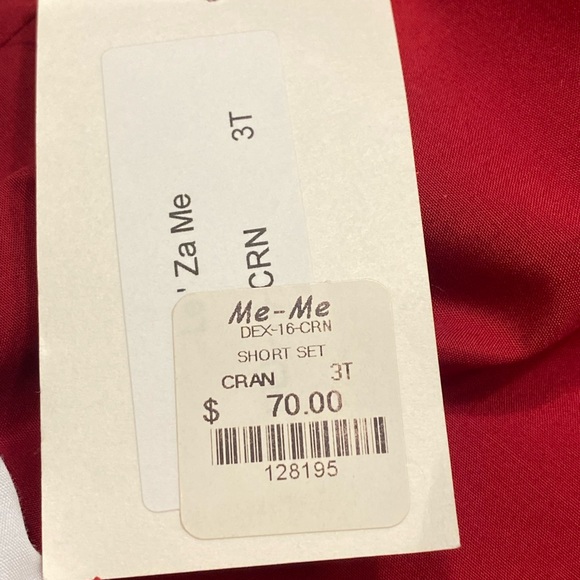 Za Me
CRN 3T
Me-Me
DEX-16-CRN
SHORT SET
CRAN 3T
$ 70.00
128195